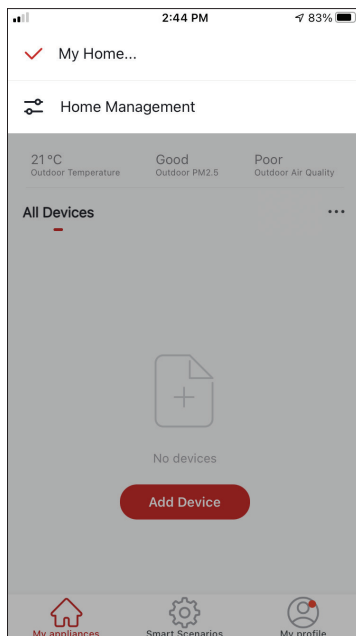 2:44 PM 83%
My Home...
Home Management
21 °C Good Poor
Outdoor Temperature Outdoor PM2.5 Outdoor Air Quality
All Devices
No devices
Add Device
My appliances Smart Scenarios My profile